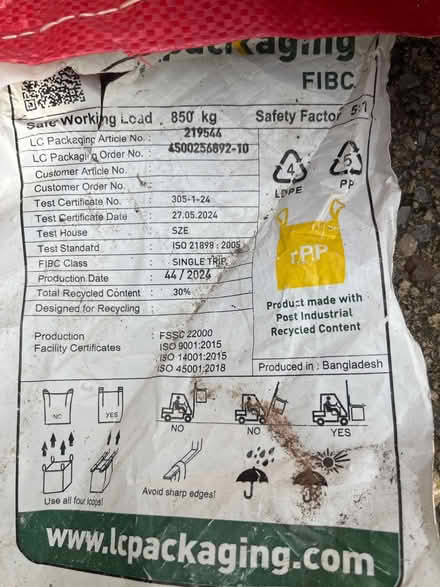 packaging
FIBC
Safe Working Load : 850 kg Safety Factor 5:1
LC Packaging Article No. : 219544
LC Packaging Order No. : 4500256892-10
Customer Article No. :
Customer Order No. :
Test Certificate No. : 305-1-24
Test Certificate Date : 27.05.2024
Test House : SZE
Test Standard : ISO 21898 : 2005
FIBC Class : SINGLE TRIP
Production Date : 44 / 2024
Total Recycled Content : 30%
Designed for Recycling :
4
LDPE
5
PP
rPP
Product made with
Post Industrial
Recycled Content
Production
Facility Certificates
: FSSC 22000
ISO 9001:2015
ISO 14001:2015
ISO 45001:2018
Produced in : Bangladesh
NO
YES
NO
NO
YES
Use all four loops!
Avoid sharp edges!
www.lcpackaging.com